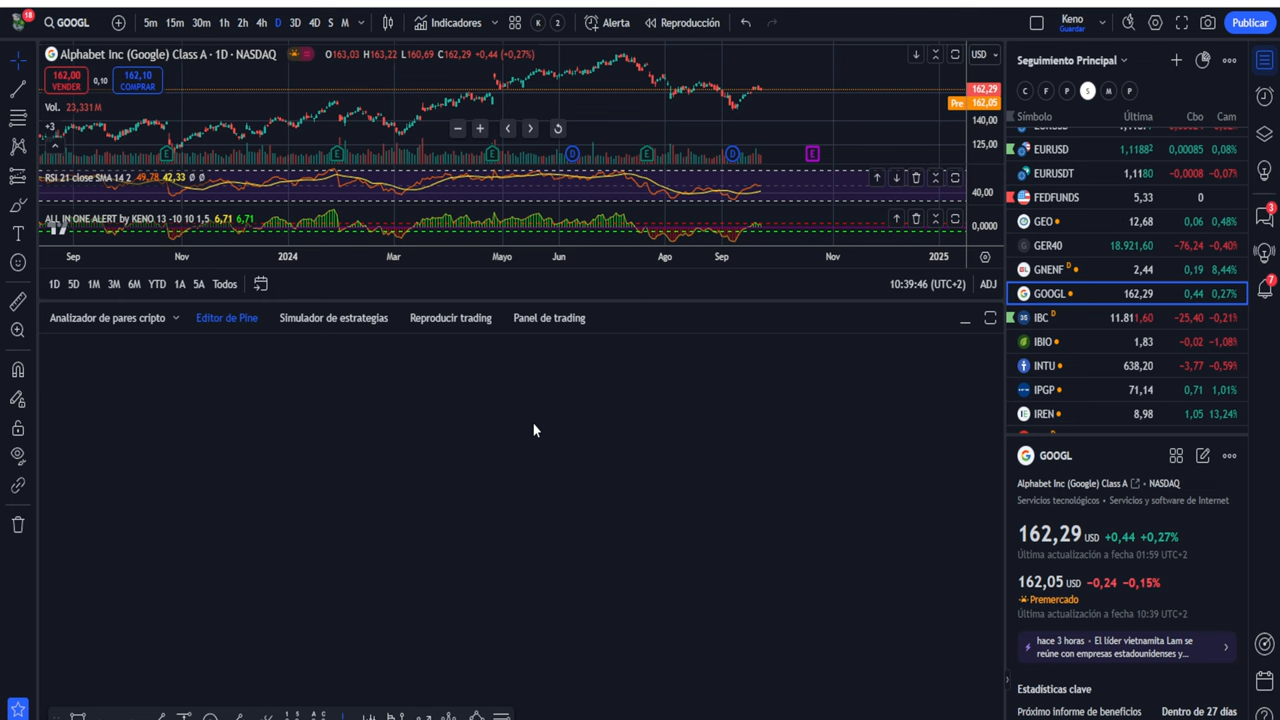 18 GOOGL 5m 15m 30m 1h 2h 4h D 3D 4D S M Indicadores K 2 Alerta Reproducción Keno Guardar Publicar
Alphabet Inc (Google) Class A · 1D · NASDAQ O163,03 H163,22 L160,69 C162,29 +0,44 (+0,27%) USD
162,00 VENDER 0,10 162,10 COMPRAR
162,29
Pre 162,05
Vol. 23,331 M
+3
140,00
125,00
E E E D E D E
RSI 21 close SMA 14 2 49,78 42,33 Ø Ø
40,00
ALL IN ONE ALERT by KENO 13 -10 10 1,5 6,71 6,71
0,0000
Sep Nov 2024 Mar Mayo Jun Ago Sep Nov 2025
1D 5D 1M 3M 6M YTD 1A 5A Todos 10:39:46 (UTC+2) ADJ
Analizador de pares cripto Editor de Pine Simulador de estrategias Reproducir trading Panel de trading
Seguimiento Principal
C F P S M P
Símbolo Última Cbo Cam
EURUSD 1,1188² 0,00085 0,08%
EURUSDT 1,1180 −0,0008 −0,07%
FEDFUNDS 5,33 0
GEO 12,68 0,06 0,48%
GER40 18.921,60 −76,24 −0,40%
GNENF D 2,44 0,19 8,44%
GOOGL 162,29 0,44 0,27%
35 IBC D 11.811,60 −25,40 −0,21%
IBIO 1,83 −0,02 −1,08%
INTU 638,20 −3,77 −0,59%
IPGP 71,14 0,71 1,01%
IREN 8,98 1,05 13,24%
GOOGL
Alphabet Inc (Google) Class A • NASDAQ
Servicios tecnológicos • Servicios y software de Internet
162,29 USD +0,44 +0,27%
Última actualización a fecha 01:59 UTC+2
162,05 USD −0,24 −0,15%
Premercado
Última actualización a fecha 10:39 UTC+2
hace 3 horas • El líder vietnamita Lam se
reúne con empresas estadounidenses y...
Estadísticas clave
Próximo informe de beneficios Dentro de 27 días
3
7